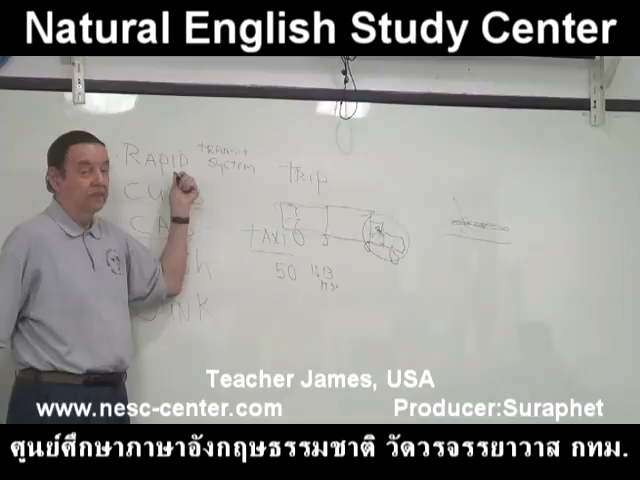 Natural English Study Center
RAPID TRANSIT SYSTEM
TRIP
TAXI
50
Teacher James, USA
www.nesc-center.com Producer:Suraphet
ศูนย์ศึกษาภาษาอังกฤษธรรมชาติ วัดวรจรรยาวาส กทม.